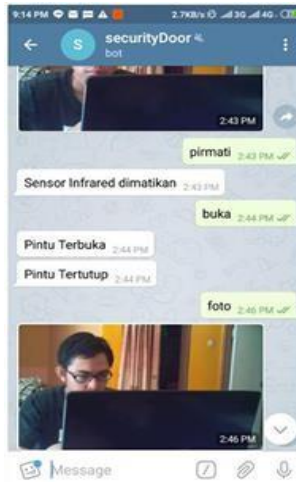 9:14 PM 2.7KB/s 3G 4G
securityDoor
S
bot
2:43 PM
pirmati 2:43 PM
Sensor Infrared dimatikan 2:43 PM
buka 2:44 PM
Pintu Terbuka 2:44 PM
Pintu Tertutup 2:44 PM
foto 2:46 PM
2:46 PM
Message